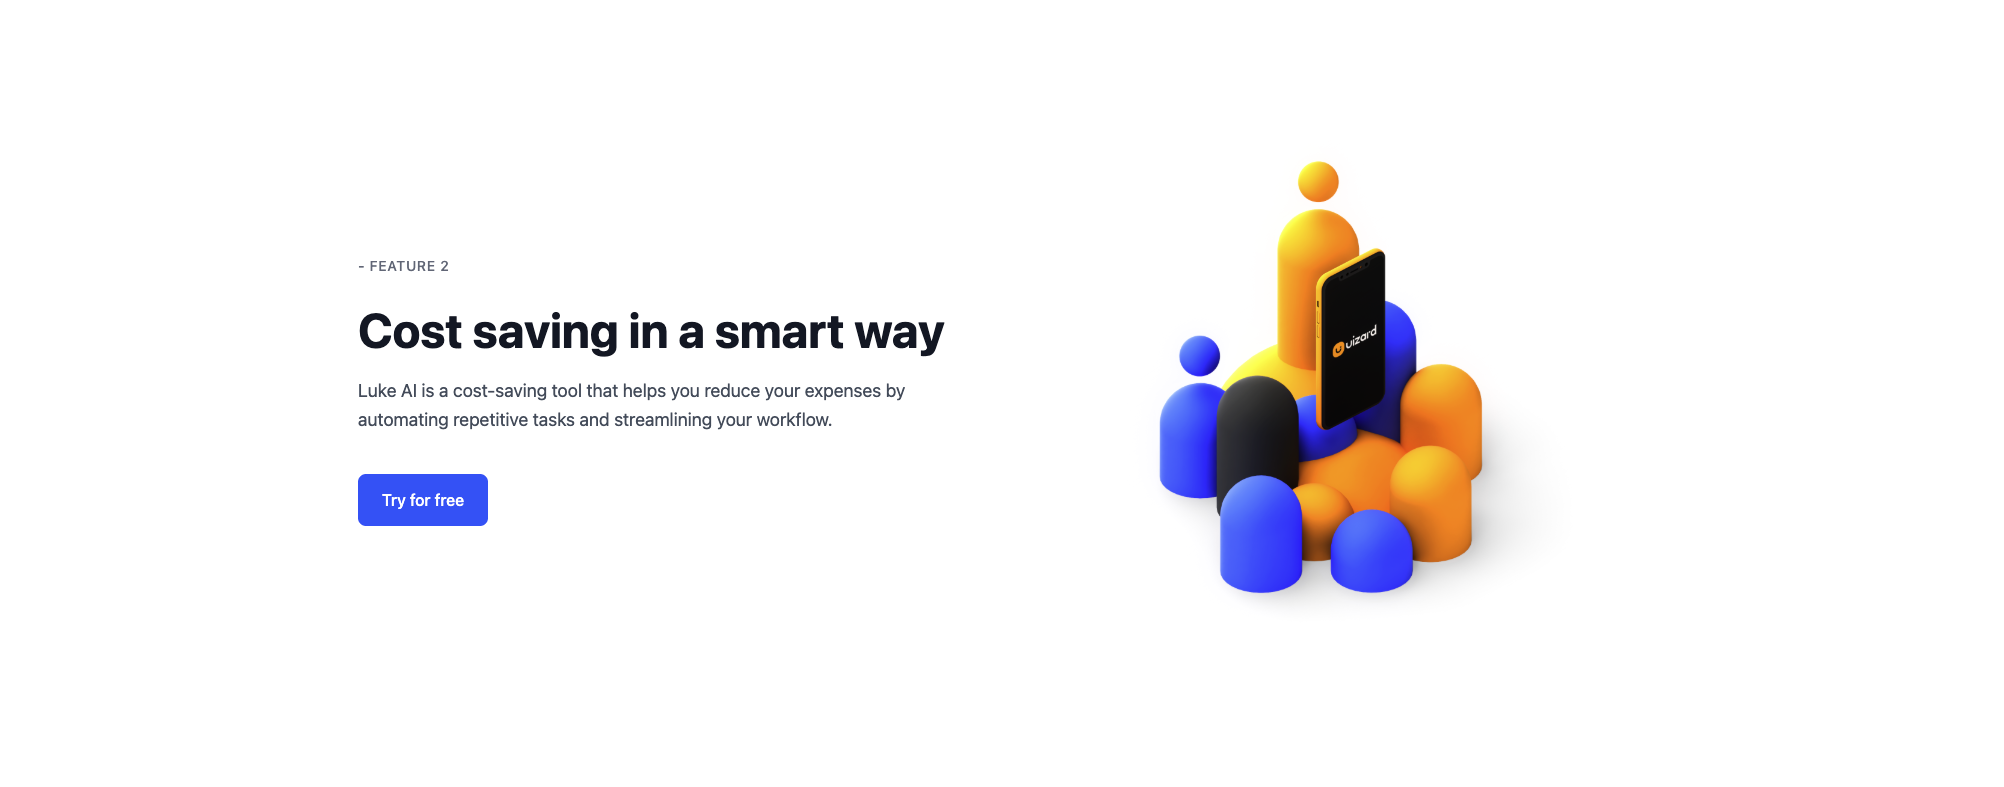 - FEATURE 2
Cost saving in a smart way
Luke AI is a cost-saving tool that helps you reduce your expenses by
automating repetitive tasks and streamlining your workflow.
Try for free
uizard